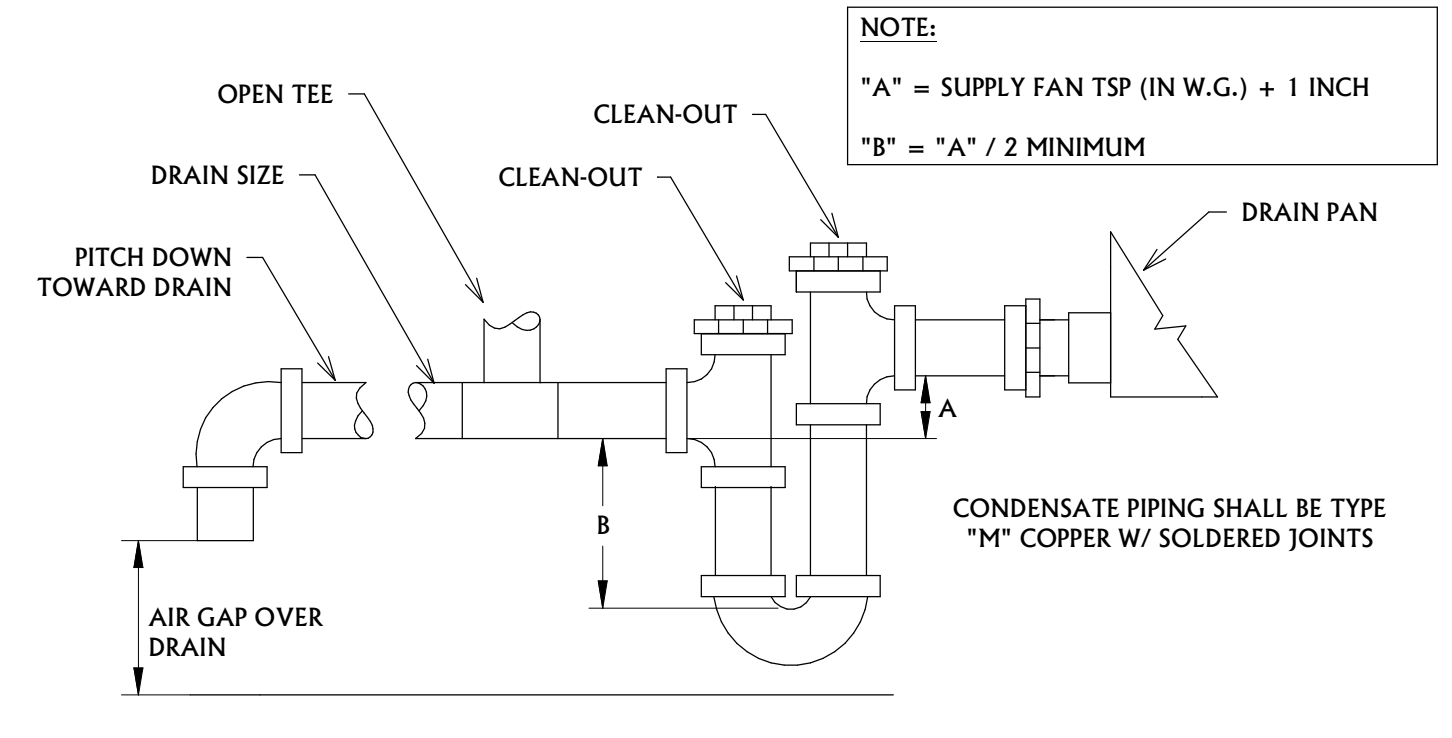 NOTE:
"A" = SUPPLY FAN TSP (IN W.G.) + 1 INCH
"B" = "A" / 2 MINIMUM
OPEN TEE
CLEAN-OUT
DRAIN SIZE
CLEAN-OUT
DRAIN PAN
PITCH DOWN
TOWARD DRAIN
A
B
CONDENSATE PIPING SHALL BE TYPE
"M" COPPER W/ SOLDERED JOINTS
AIR GAP OVER
DRAIN